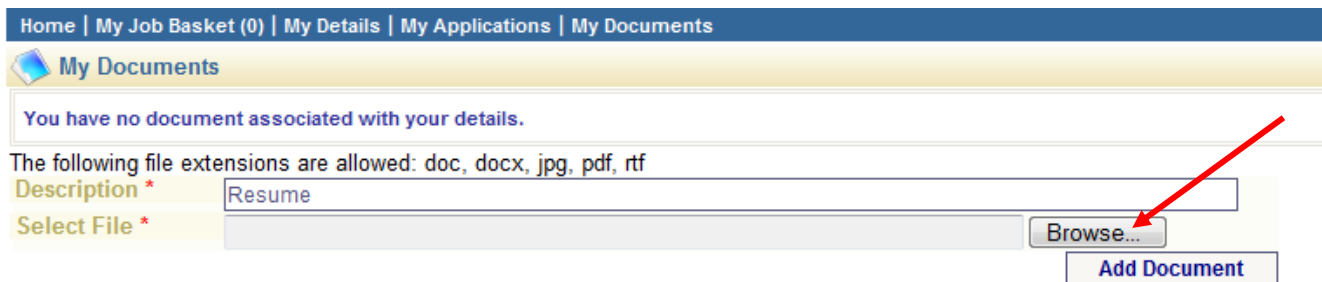 Home | My Job Basket (0) | My Details | My Applications | My Documents
My Documents
You have no document associated with your details.
The following file extensions are allowed: doc, docx, jpg, pdf, rtf
Description * Resume
Select File * Browse...
Add Document